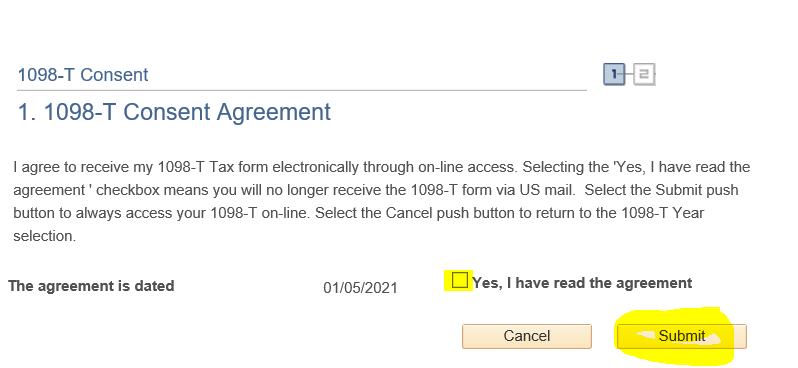 1098-T Consent
1 2
1. 1098-T Consent Agreement
I agree to receive my 1098-T Tax form electronically through on-line access. Selecting the 'Yes, I have read the
agreement ' checkbox means you will no longer receive the 1098-T form via US mail. Select the Submit push
button to always access your 1098-T on-line. Select the Cancel push button to return to the 1098-T Year
selection.
The agreement is dated 01/05/2021 Yes, I have read the agreement
Cancel Submit